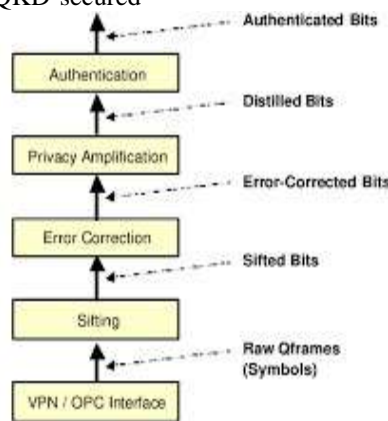 QKD-secured
Authenticated Bits
Authentication
Distilled Bits
Privacy Amplification
Error-Corrected Bits
Error Correction
Sifted Bits
Sifting
Raw Qframes
(Symbols)
VPN / OPC Interface